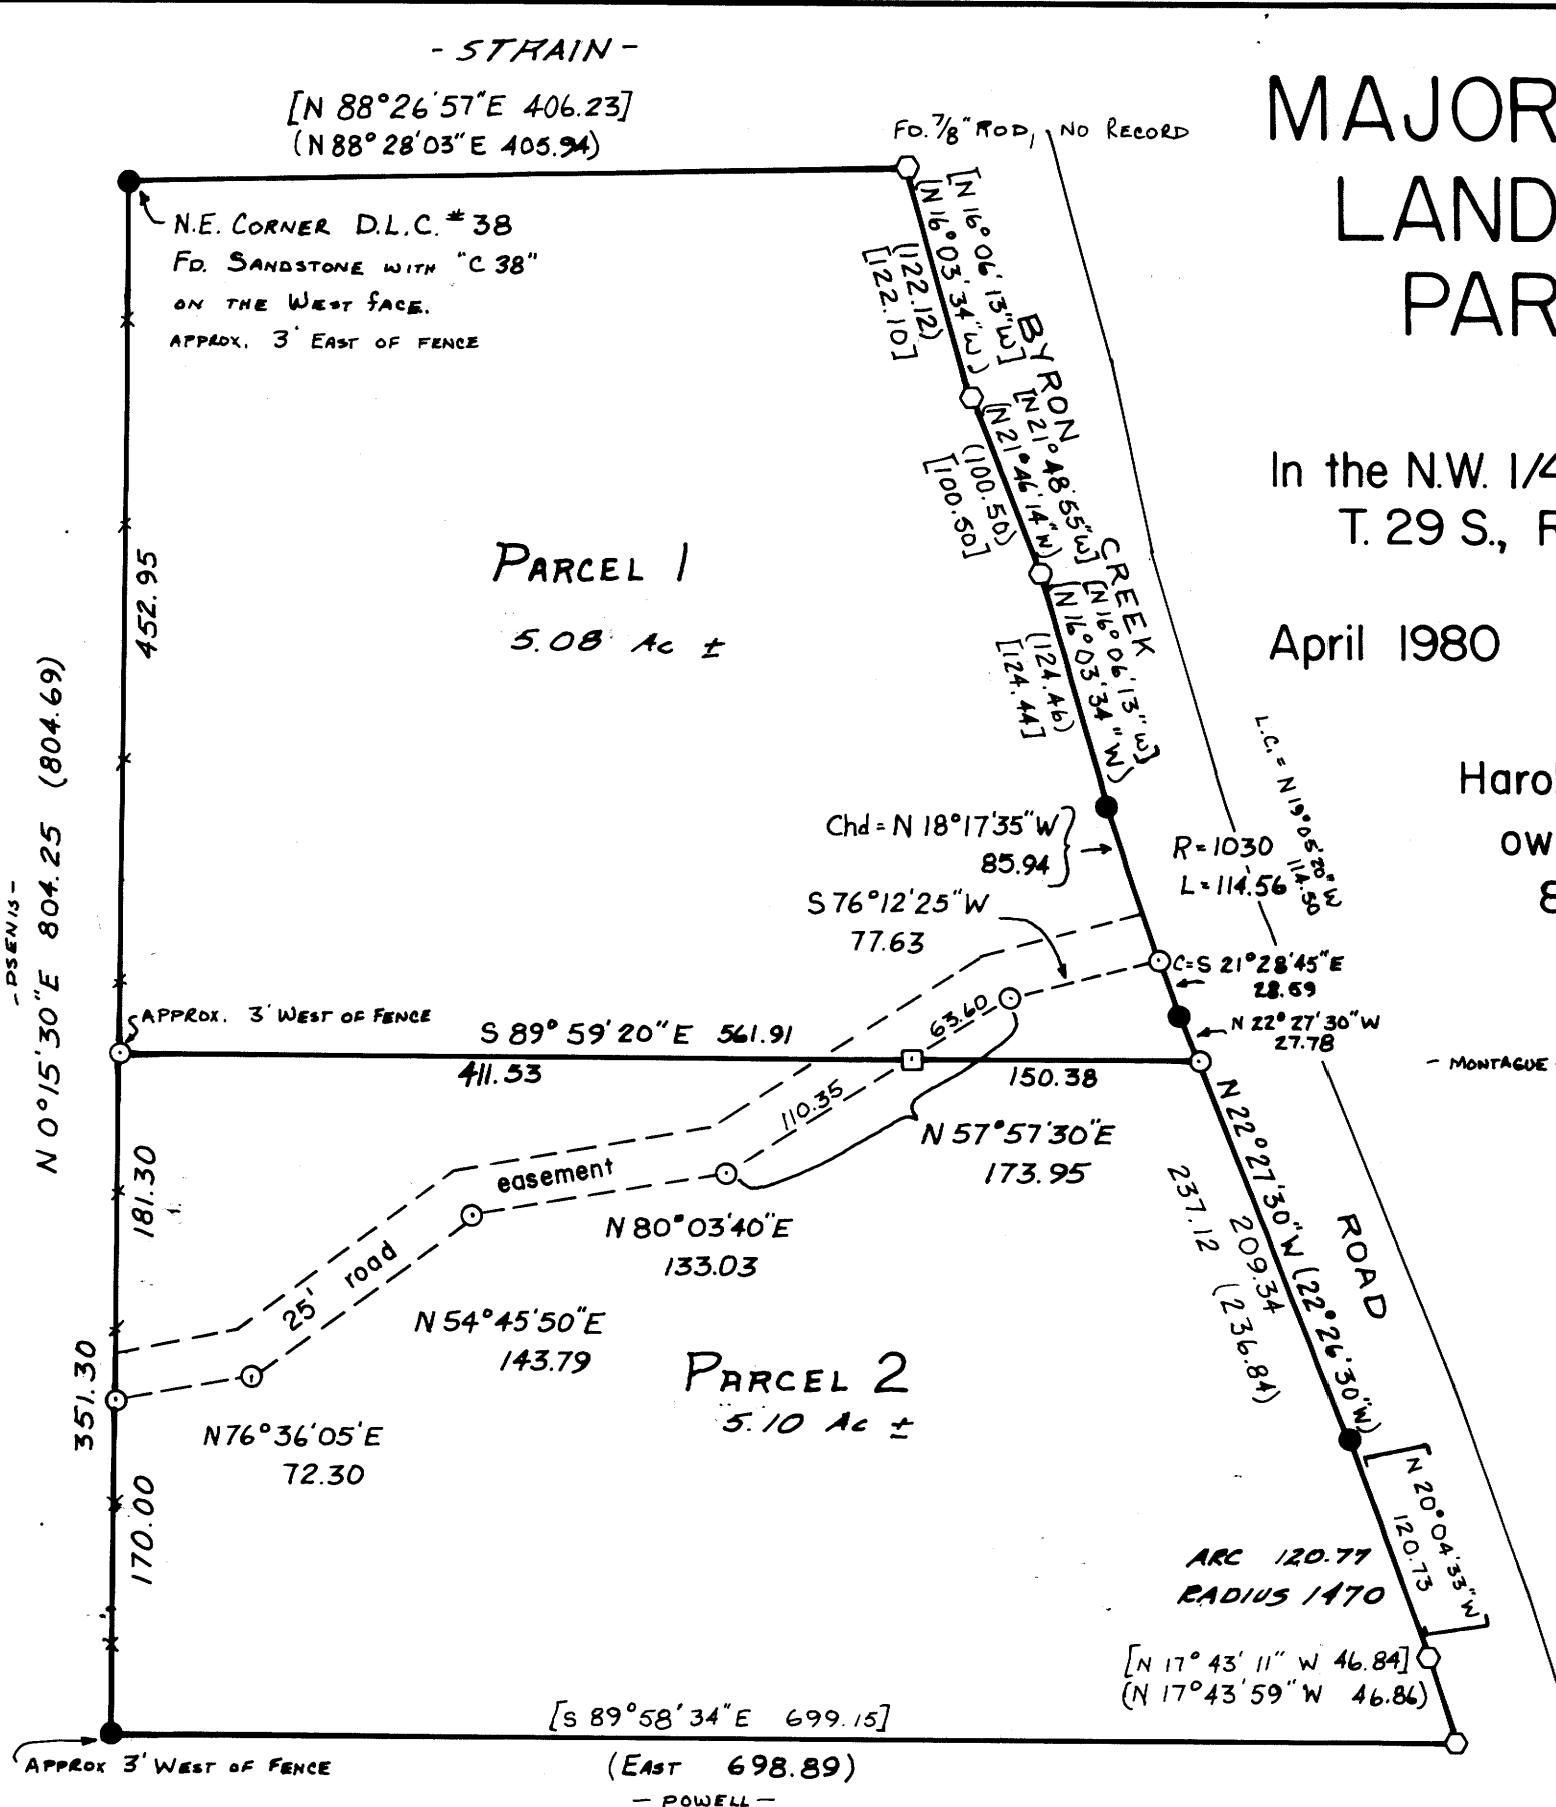 - STRAIN -
[N 88°26'57"E 406.23]
(N 88°28'03"E 405.94)
FD. 7/8" ROD, NO RECORD
MAJOR
LAND
PAR
N.E. CORNER D.L.C. #38
FD. SANDSTONE WITH "C 38"
ON THE WEST FACE.
APPROX. 3' EAST OF FENCE
[N 16°06'13"W]
(N 16°03'34"W)
(122.12)
[122.10]
BYRON CREEK ROAD
[N 21°48'55"W]
(N 21°46'14"W)
(100.50)
[100.50]
In the N.W. 1/4
T. 29 S., R
PARCEL 1
5.08 Ac ±
452.95
[N 16°06'13"W]
(N 16°03'34"W)
(124.46)
[124.44]
April 1980
N 0°15'30"E 804.25 (804.69)
- DSENIS -
L.C. = N 19°05'20"W
114.50
Harol
ow
8
Chd = N 18°17'35"W
85.94
R = 1030
L = 114.56
S 76°12'25"W
77.63
C = S 21°28'45"E
28.59
N 22°27'30"W
27.78
APPROX. 3' WEST OF FENCE
S 89°59'20"E 561.91
411.53
150.38
63.60
110.35
- MONTAGUE -
N 57°57'30"E
173.95
181.30
easement
25' road
N 80°03'40"E
133.03
N 54°45'50"E
143.79
N 22°27'30"W (22°26'30"W)
209.34
237.12 (236.84)
PARCEL 2
5.10 Ac ±
351.30
N 76°36'05'E
72.30
170.00
[N 20°04'33"W]
120.73
ARC 120.77
RADIUS 1470
[N 17°43'11" W 46.84]
(N 17°43'59" W 46.86)
[S 89°58'34"E 699.15]
APPROX 3' WEST OF FENCE
(EAST 698.89)
- POWELL -